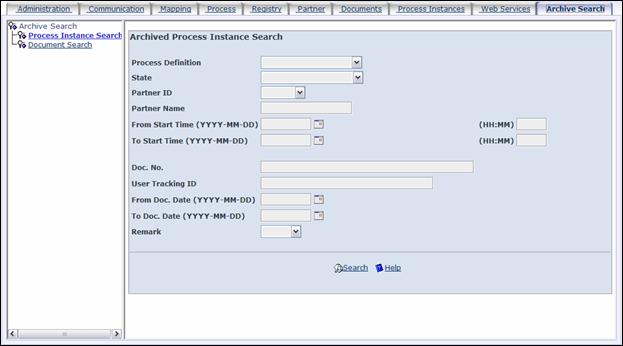 Administration Communication Mapping Process Registry Partner Documents Process Instances Web Services Archive Search
Archive Search
Process Instance Search
Document Search
Archived Process Instance Search
Process Definition
State
Partner ID
Partner Name
From Start Time (YYYY-MM-DD) (HH:MM)
To Start Time (YYYY-MM-DD) (HH:MM)
Doc. No.
User Tracking ID
From Doc. Date (YYYY-MM-DD)
To Doc. Date (YYYY-MM-DD)
Remark
Search Help